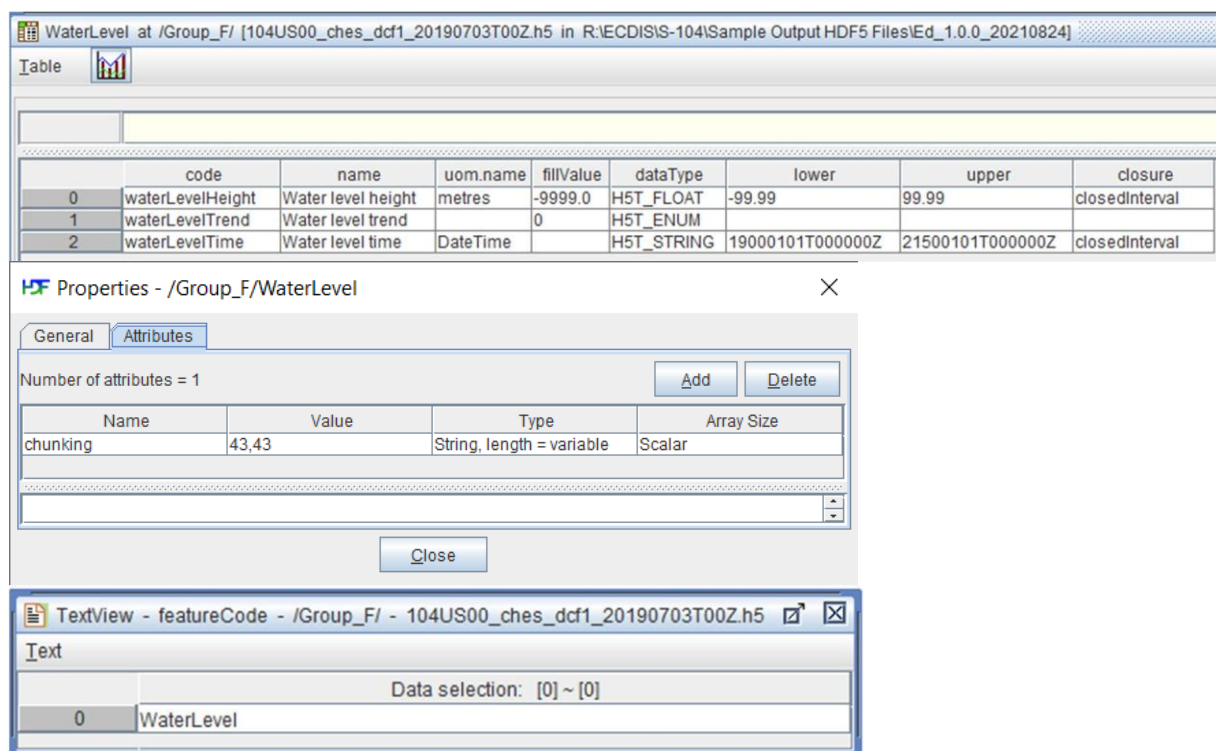 WaterLevel at /Group_F/ [104US00_ches_dcf1_20190703T00Z.h5 in R:\ECDIS\S-104\Sample Output HDF5 Files\Ed_1.0.0_20210824]
Table
code name uom.name fillValue dataType lower upper closure
0 waterLevelHeight Water level height metres -9999.0 H5T_FLOAT -99.99 99.99 closedInterval
1 waterLevelTrend Water level trend 0 H5T_ENUM
2 waterLevelTime Water level time DateTime H5T_STRING 19000101T000000Z 21500101T000000Z closedInterval
HDF Properties - /Group_F/WaterLevel
General Attributes
Number of attributes = 1 Add Delete
Name Value Type Array Size
chunking 43,43 String, length = variable Scalar
Close
TextView - featureCode - /Group_F/ - 104US00_ches_dcf1_20190703T00Z.h5
Text
Data selection: [0] ~ [0]
0 WaterLevel